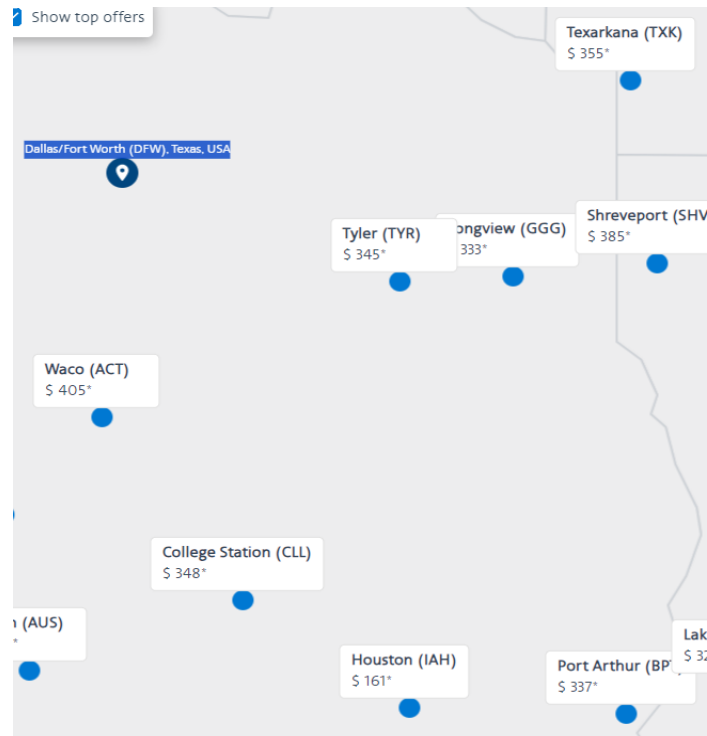 Show top offers
Texarkana (TXK)
$ 355*
Dallas/Fort Worth (DFW), Texas, USA
Tyler (TYR)
$ 345*
ongview (GGG)
333*
Shreveport (SHV
$ 385*
Waco (ACT)
$ 405*
College Station (CLL)
$ 348*
(AUS)
*
Houston (IAH)
$ 161*
Port Arthur (BPT
$ 337*
Lak
$ 32